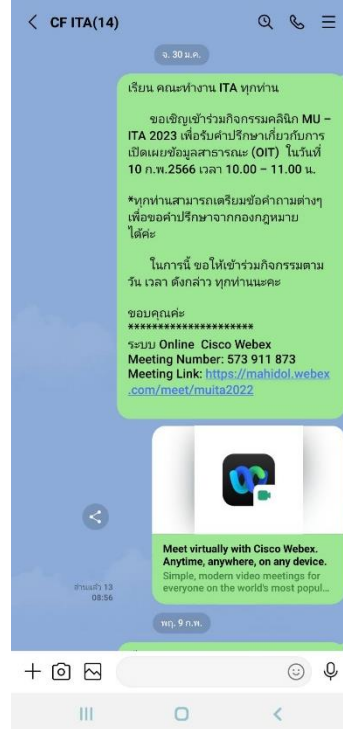 CF ITA(14)
จ. 30 ม.ค.
เรียน คณะทำงาน ITA ทุกท่าน
ขอเชิญเข้าร่วมกิจกรรมคลินิก MU –
ITA 2023 เพื่อรับคำปรึกษาเกี่ยวกับการ
เปิดเผยข้อมูลสาธารณะ (OIT) ในวันที่
10 ก.พ.2566 เวลา 10.00 – 11.00 น.
*ทุกท่านสามารถเตรียมข้อคำถามต่างๆ
เพื่อขอคำปรึกษาจากกองกฎหมาย
ได้ค่ะ
ในการนี้ ขอให้เข้าร่วมกิจกรรมตาม
วัน เวลา ดังกล่าว ทุกท่านนะคะ
ขอบคุณค่ะ
**********************
ระบบ Online Cisco Webex
Meeting Number: 573 911 873
Meeting Link: https://mahidol.webex
.com/meet/muita2022
Meet virtually with Cisco Webex.
Anytime, anywhere, on any device.
Simple, modern video meetings for
everyone on the world's most popul...
อ่านแล้ว 13
08:56
พฤ. 9 ก.พ.